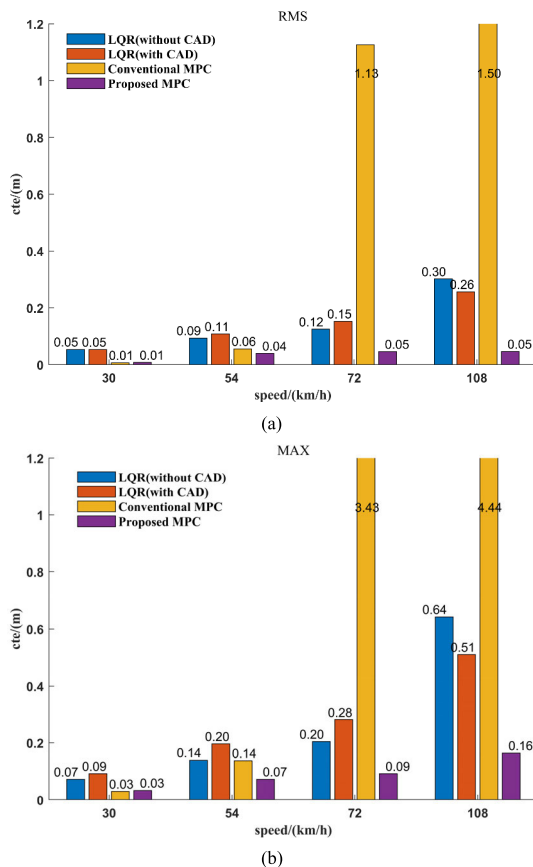 RMS
LQR(without CAD)
LQR(with CAD)
Conventional MPC
Proposed MPC
1.2
1
0.8
0.6
0.4
0.2
0
cte/(m)
0.05 0.05 0.01 0.01
0.09 0.11 0.06 0.04
0.12 0.15 1.13 0.05
0.30 0.26 1.50 0.05
30 54 72 108
speed/(km/h)
(a)
MAX
LQR(without CAD)
LQR(with CAD)
Conventional MPC
Proposed MPC
1.2
1
0.8
0.6
0.4
0.2
0
cte/(m)
0.07 0.09 0.03 0.03
0.14 0.20 0.14 0.07
0.20 0.28 3.43 0.09
0.64 0.51 4.44 0.16
30 54 72 108
speed/(km/h)
(b)